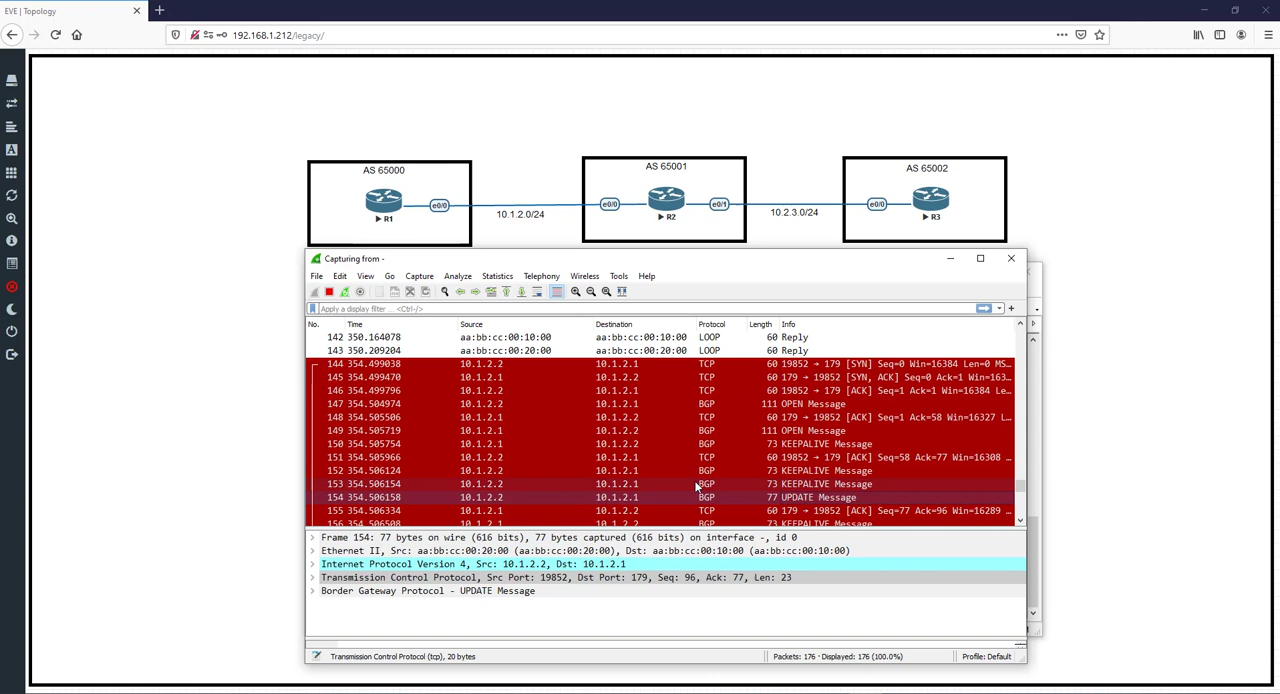 EVE | Topology
192.168.1.212/legacy/
AS 65000
AS 65001
AS 65002
e0/0
e0/0
e0/1
e0/0
R1
10.1.2.0/24
R2
10.2.3.0/24
R3
Capturing from -
File Edit View Go Capture Analyze Statistics Telephony Wireless Tools Help
Apply a display filter ... <Ctrl-/>
No. Time Source Destination Protocol Length Info
142 350.164078 aa:bb:cc:00:10:00 aa:bb:cc:00:10:00 LOOP 60 Reply
143 350.209204 aa:bb:cc:00:20:00 aa:bb:cc:00:20:00 LOOP 60 Reply
144 354.499038 10.1.2.2 10.1.2.1 TCP 60 19852 → 179 [SYN] Seq=0 Win=16384 Len=0 MS…
145 354.499470 10.1.2.1 10.1.2.2 TCP 60 179 → 19852 [SYN, ACK] Seq=0 Ack=1 Win=163…
146 354.499796 10.1.2.2 10.1.2.1 TCP 60 19852 → 179 [ACK] Seq=1 Ack=1 Win=16384 Le…
147 354.504974 10.1.2.2 10.1.2.1 BGP 111 OPEN Message
148 354.505506 10.1.2.1 10.1.2.2 TCP 60 179 → 19852 [ACK] Seq=1 Ack=58 Win=16327 L…
149 354.505719 10.1.2.1 10.1.2.2 BGP 111 OPEN Message
150 354.505754 10.1.2.1 10.1.2.2 BGP 73 KEEPALIVE Message
151 354.505966 10.1.2.2 10.1.2.1 TCP 60 19852 → 179 [ACK] Seq=58 Ack=77 Win=16308 …
152 354.506124 10.1.2.2 10.1.2.1 BGP 73 KEEPALIVE Message
153 354.506154 10.1.2.2 10.1.2.1 BGP 73 KEEPALIVE Message
154 354.506158 10.1.2.2 10.1.2.1 BGP 77 UPDATE Message
155 354.506334 10.1.2.1 10.1.2.2 TCP 60 179 → 19852 [ACK] Seq=77 Ack=96 Win=16289 …
156 354.506508 10.1.2.1 10.1.2.2 BGP 73 KEEPALIVE Message
Frame 154: 77 bytes on wire (616 bits), 77 bytes captured (616 bits) on interface -, id 0
Ethernet II, Src: aa:bb:cc:00:20:00 (aa:bb:cc:00:20:00), Dst: aa:bb:cc:00:10:00 (aa:bb:cc:00:10:00)
Internet Protocol Version 4, Src: 10.1.2.2, Dst: 10.1.2.1
Transmission Control Protocol, Src Port: 19852, Dst Port: 179, Seq: 96, Ack: 77, Len: 23
Border Gateway Protocol - UPDATE Message
Transmission Control Protocol (tcp), 20 bytes
Packets: 176 · Displayed: 176 (100.0%)
Profile: Default